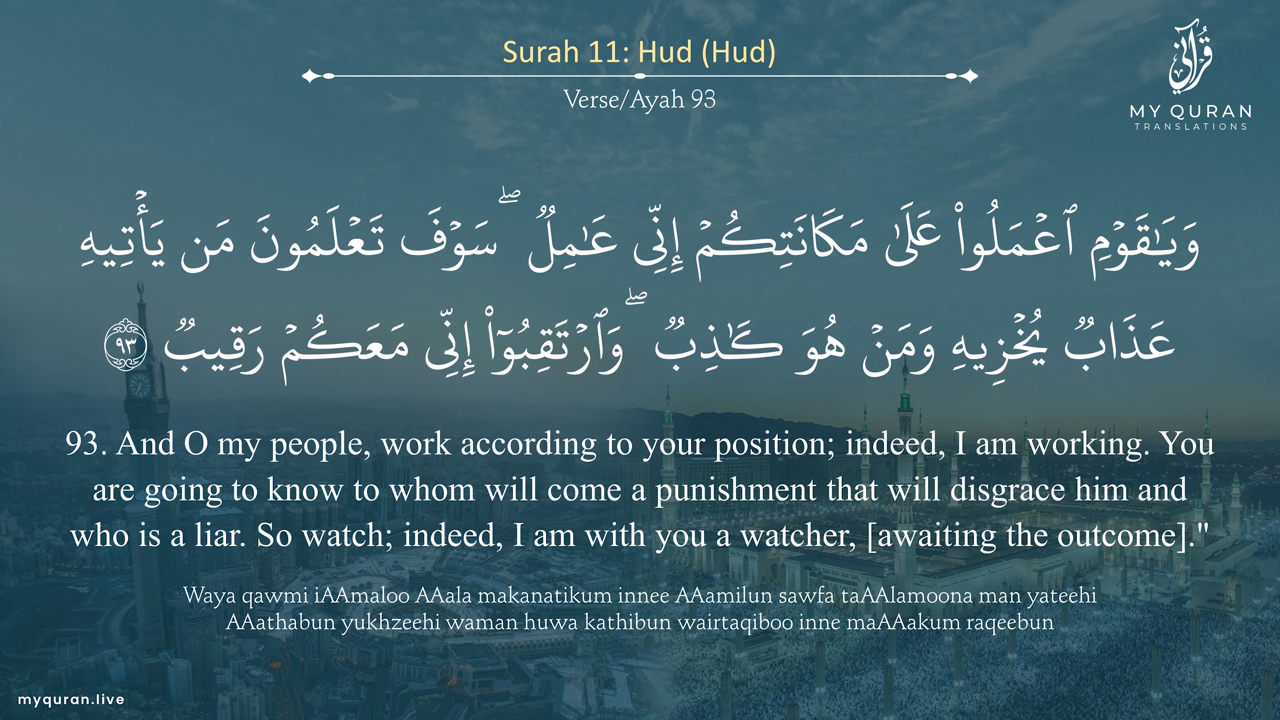 Surah 11: Hud (Hud)
Verse/Ayah 93
قرآني
MY QURAN
TRANSLATIONS
وَيَـٰقَوْمِ ٱعْمَلُوا۟ عَلَىٰ مَكَانَتِكُمْ إِنِّى عَـٰمِلٌۭ ۖ سَوْفَ تَعْلَمُونَ مَن يَأْتِيهِ
عَذَابٌۭ يُخْزِيهِ وَمَنْ هُوَ كَـٰذِبٌۭ ۖ وَٱرْتَقِبُوٓا۟ إِنِّى مَعَكُمْ رَقِيبٌۭ ٩٣
93. And O my people, work according to your position; indeed, I am working. You
are going to know to whom will come a punishment that will disgrace him and
who is a liar. So watch; indeed, I am with you a watcher, [awaiting the outcome]."
Waya qawmi iAAmaloo AAala makanatikum innee AAamilun sawfa taAAlamoona man yateehi
AAathabun yukhzeehi waman huwa kathibun wairtaqiboo inne maAAakum raqeebun
myquran.live